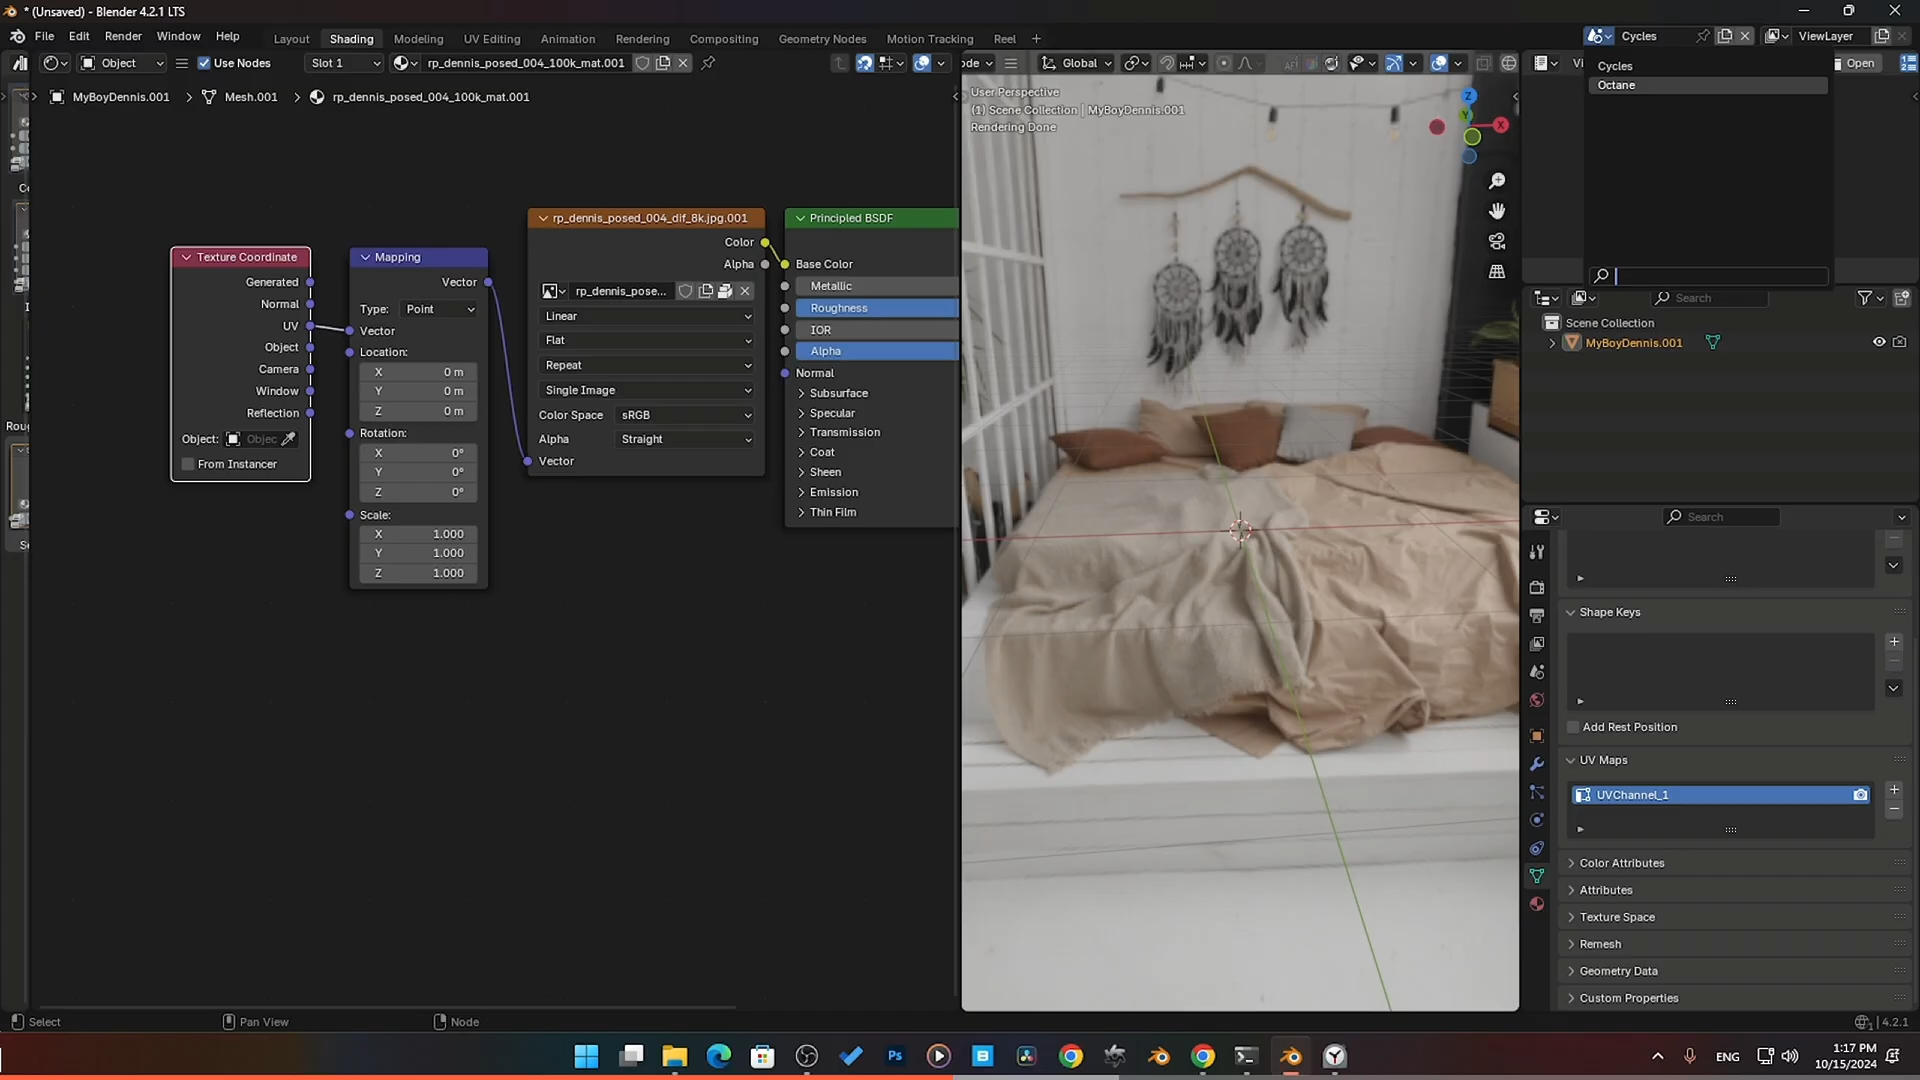 * (Unsaved) - Blender 4.2.1 LTS
File Edit Render Window Help Layout Shading Modeling UV Editing Animation Rendering Compositing Geometry Nodes Motion Tracking Reel +
Cycles
ViewLayer
Object
Use Nodes
Slot 1
rp_dennis_posed_004_100k_mat.001
Global
Open
MyBoyDennis.001 > Mesh.001 > rp_dennis_posed_004_100k_mat.001
User Perspective
(1) Scene Collection | MyBoyDennis.001
Rendering Done
Z
Y
X
Cycles
Octane
Texture Coordinate
Generated
Normal
UV
Object
Camera
Window
Reflection
Object:
Objec
From Instancer
Mapping
Vector
Type: Point
Vector
Location:
X 0 m
Y 0 m
Z 0 m
Rotation:
X 0°
Y 0°
Z 0°
Scale:
X 1.000
Y 1.000
Z 1.000
rp_dennis_posed_004_dif_8k.jpg.001
Color
Alpha
rp_dennis_pose...
Linear
Flat
Repeat
Single Image
Color Space sRGB
Alpha Straight
Vector
Principled BSDF
Base Color
Metallic
Roughness
IOR
Alpha
Normal
Subsurface
Specular
Transmission
Coat
Sheen
Emission
Thin Film
Search
Scene Collection
MyBoyDennis.001
Search
Shape Keys
Add Rest Position
UV Maps
UVChannel_1
Color Attributes
Attributes
Texture Space
Remesh
Geometry Data
Custom Properties
Select
Pan View
Node
4.2.1
Ps
B
ENG
1:17 PM
10/15/2024